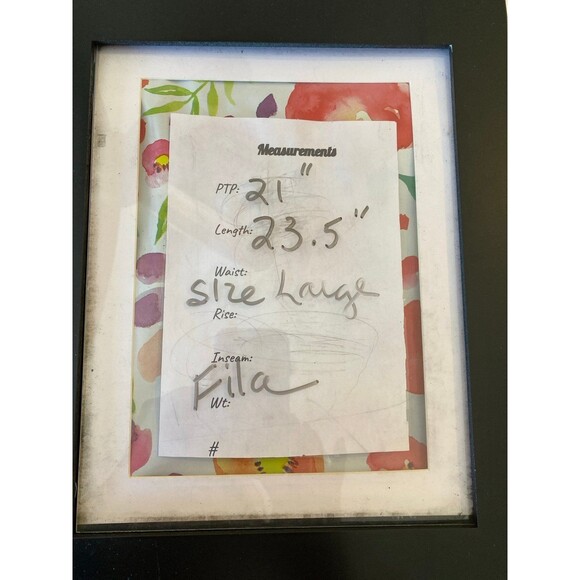 Measurements
PTP: 21"
Length: 23.5"
Waist:
Size Large
Rise:
Inseam:
Fila
Wt:
#